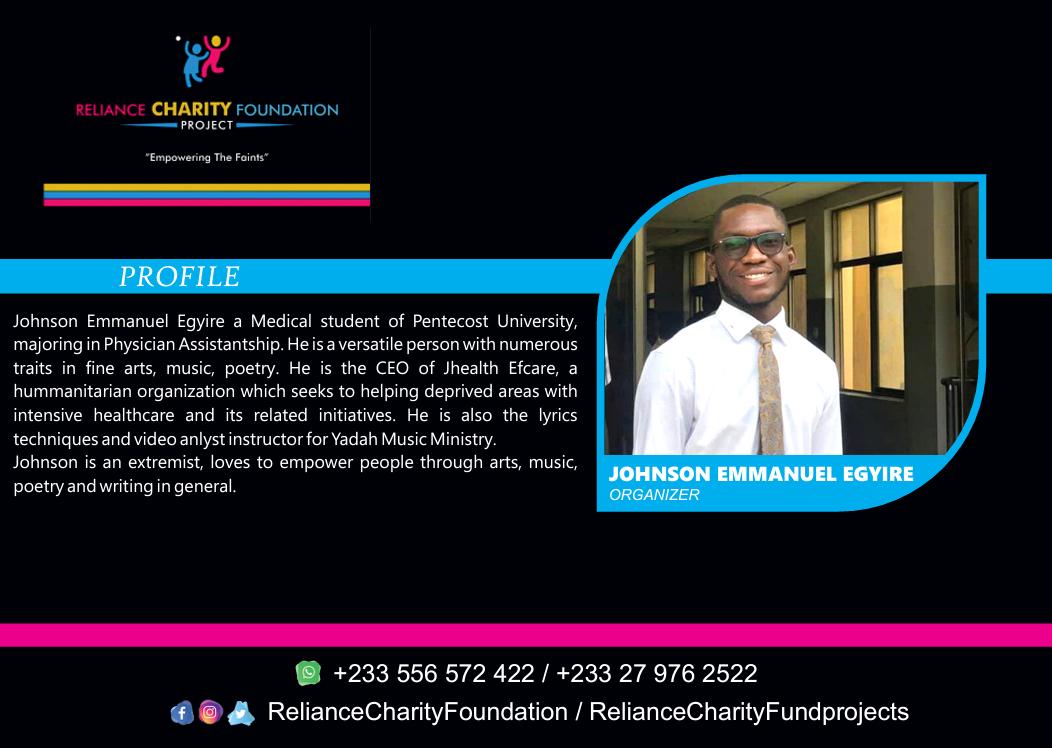 RELIANCE CHARITY FOUNDATION
PROJECT
"Empowering The Faints"
PROFILE
Johnson Emmanuel Egyire a Medical student of Pentecost University,
majoring in Physician Assistantship. He is a versatile person with numerous
traits in fine arts, music, poetry. He is the CEO of Jhealth Efcare, a
hummanitarian organization which seeks to helping deprived areas with
intensive healthcare and its related initiatives. He is also the lyrics
techniques and video anlyst instructor for Yadah Music Ministry.
Johnson is an extremist, loves to empower people through arts, music,
poetry and writing in general.
JOHNSON EMMANUEL EGYIRE
ORGANIZER
+233 556 572 422 / +233 27 976 2522
RelianceCharityFoundation / RelianceCharityFundprojects